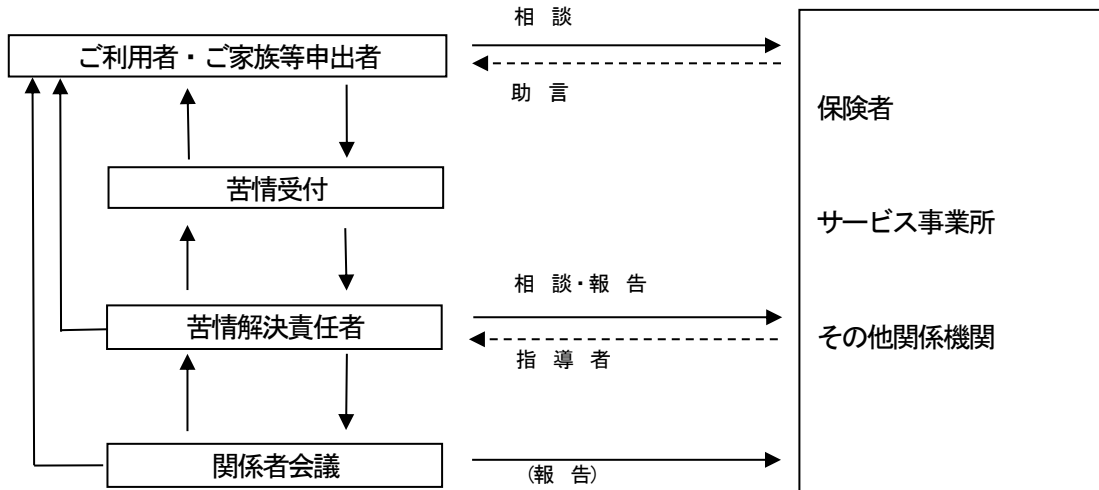 相 談
ご利用者・ご家族等申出者
助 言
保険者
苦情受付
サービス事業所
相 談・報 告
苦情解決責任者
その他関係機関
指 導 者
関係者会議
(報 告)